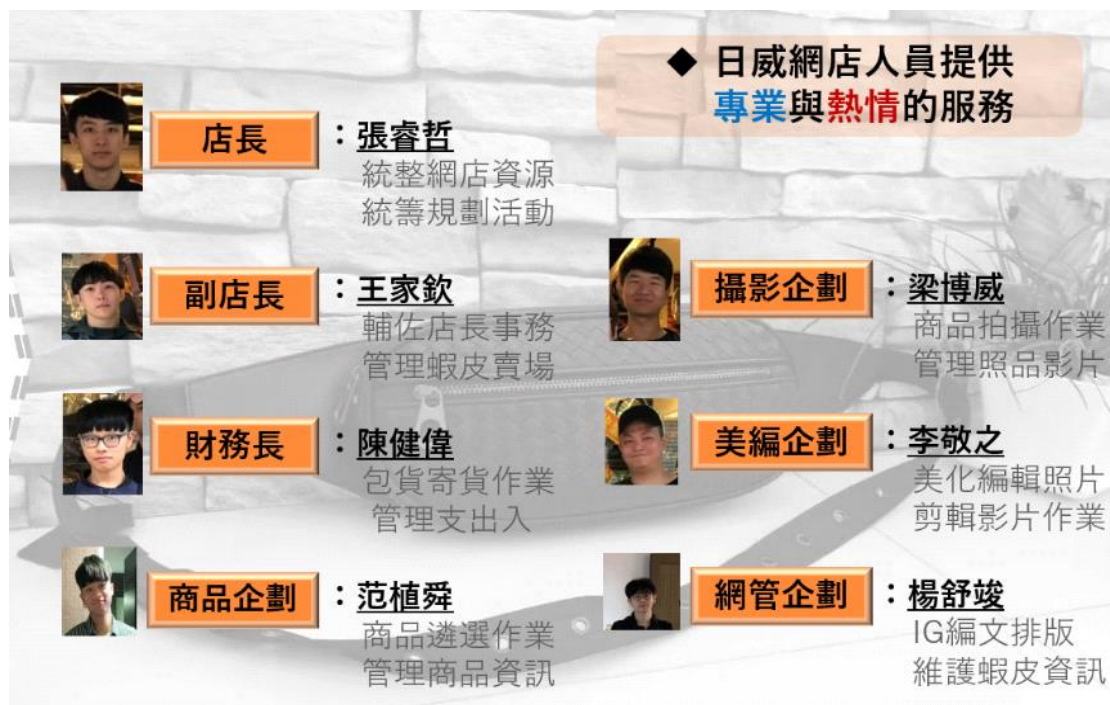 ◆ 日威網店人員提供
專業與熱情的服務
店長：張睿哲
統整網店資源
統籌規劃活動
副店長：王家欽
輔佐店長事務
管理蝦皮賣場
財務長：陳健偉
包貨寄貨作業
管理支出入
商品企劃：范植舜
商品遴選作業
管理商品資訊
攝影企劃：梁博威
商品拍攝作業
管理照品影片
美編企劃：李敬之
美化編輯照片
剪輯影片作業
網管企劃：楊舒竣
IG編文排版
維護蝦皮資訊